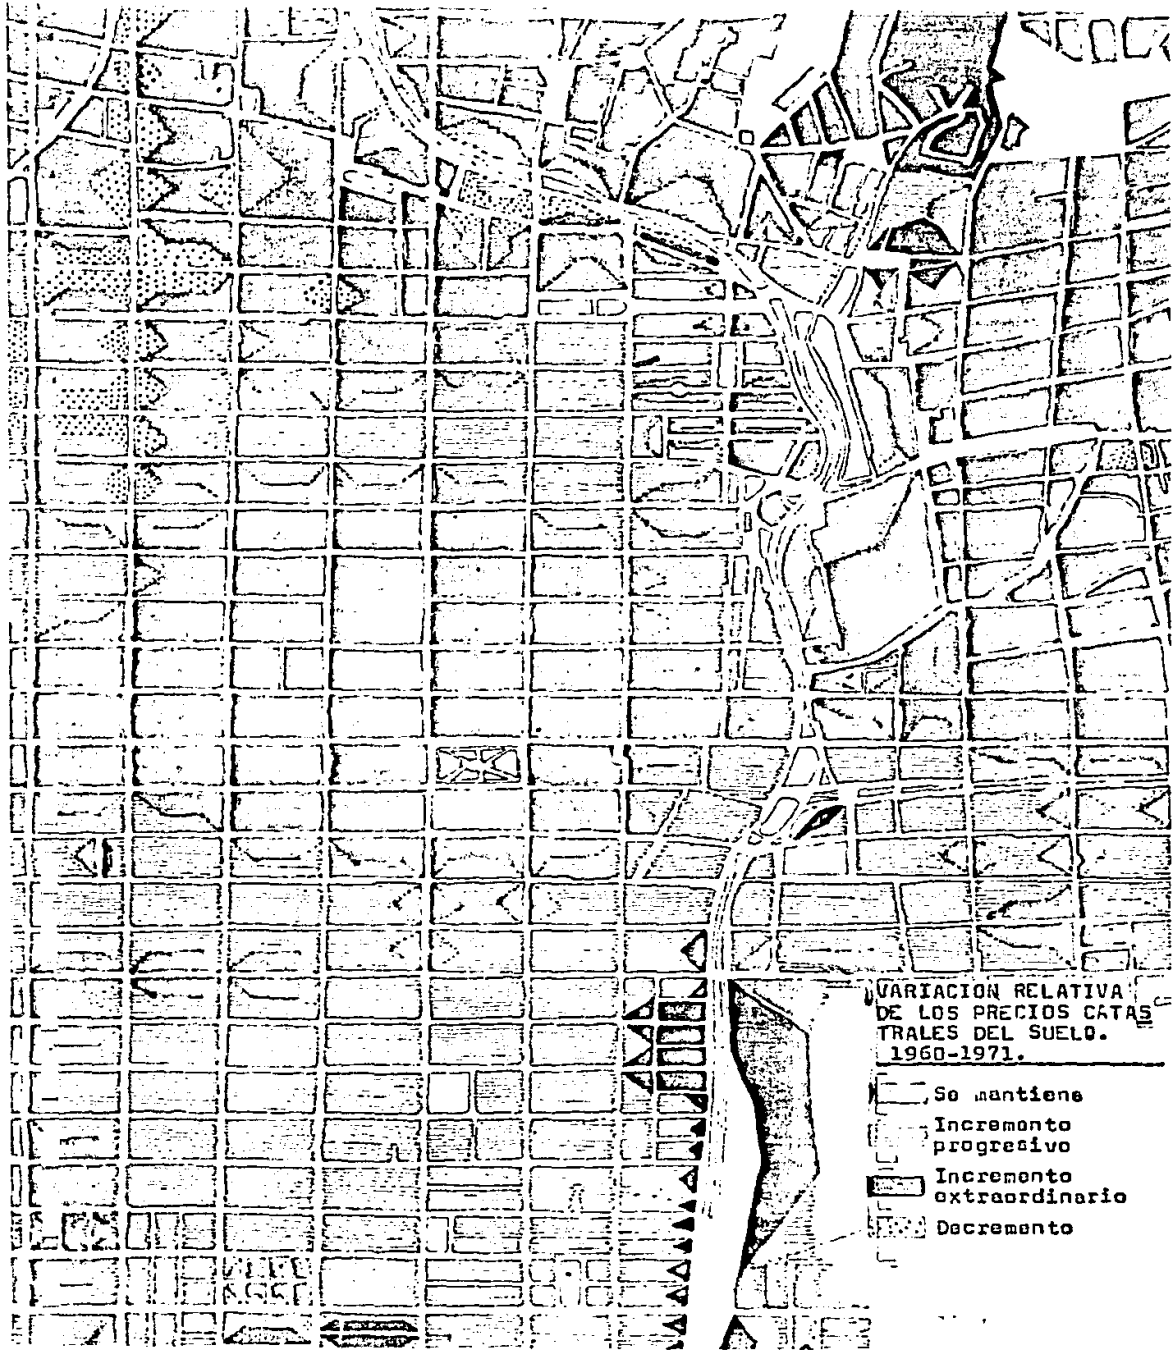 VARIACION RELATIVA
DE LOS PRECIOS CATAS
TRALES DEL SUELO.
1960-1971.
Se mantiene
Incremento
progresivo
Incremento
extraordinario
Decremento